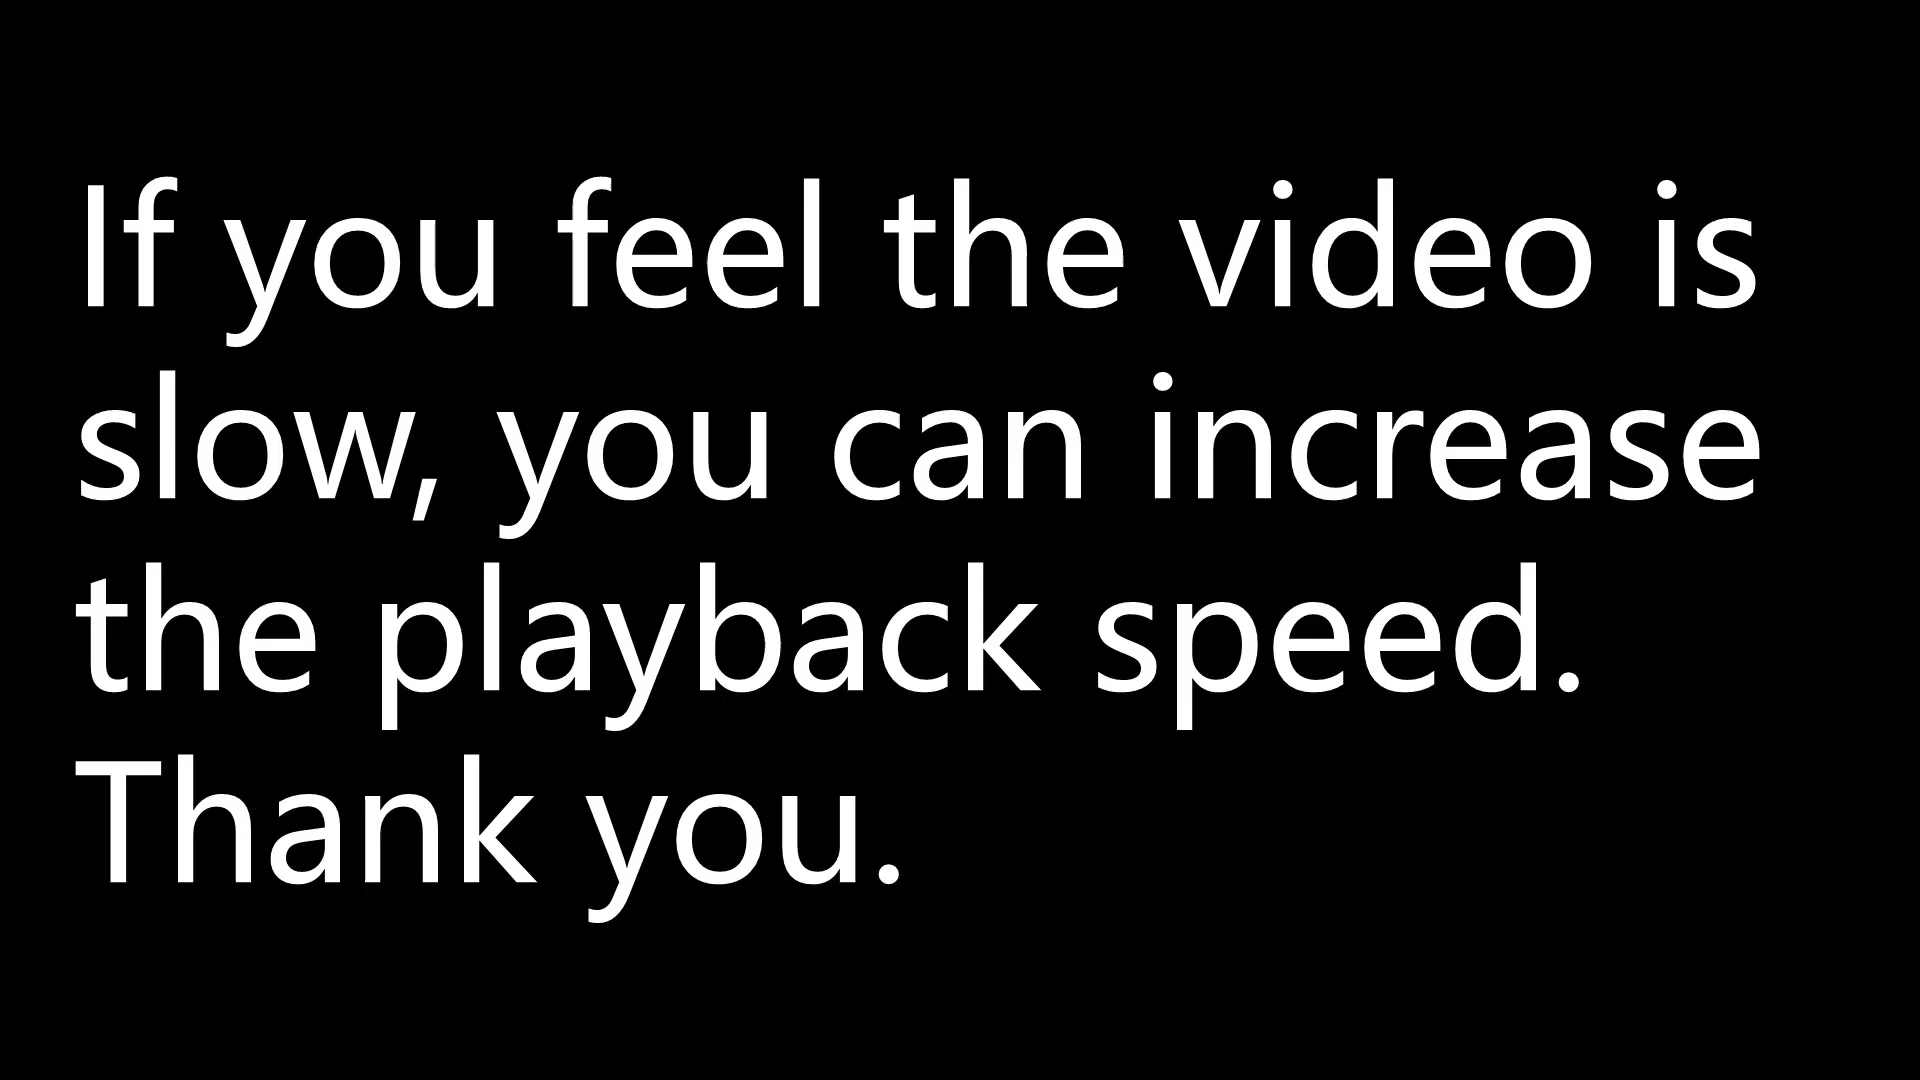 If you feel the video is
slow, you can increase
the playback speed.
Thank you.